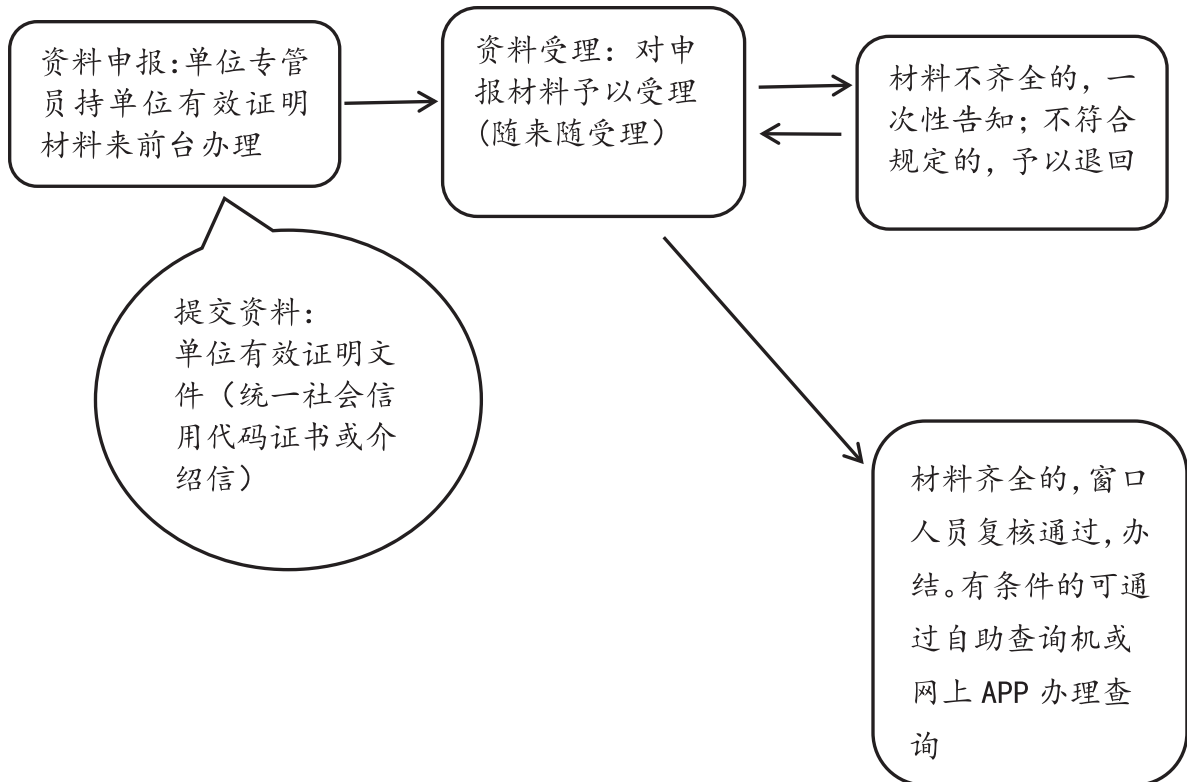 资料申报:单位专管
员持单位有效证明
材料来前台办理
资料受理：对申
报材料予以受理
(随来随受理）
材料不齐全的，一
次性告知；不符合
规定的，予以退回
提交资料：
单位有效证明文
件（统一社会信
用代码证书或介
绍信）
材料齐全的，窗口
人员复核通过，办
结。有条件的可通
过自助查询机或
网上 APP 办理查
询